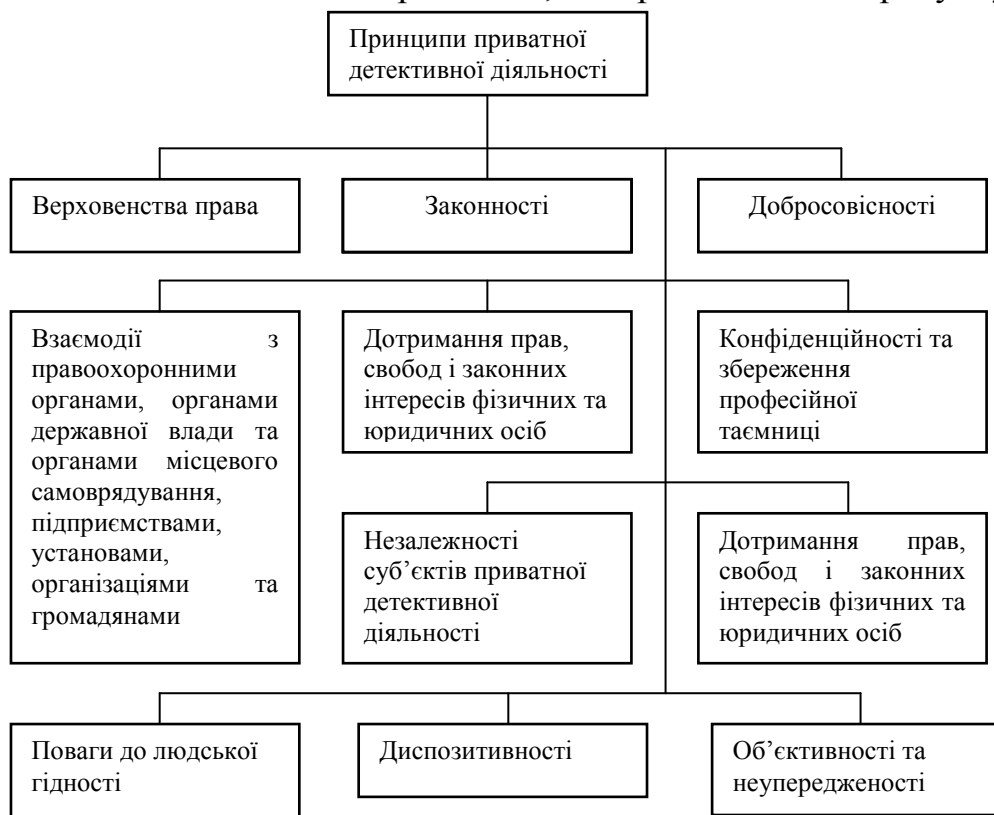 Принципи приватної
детективної діяльності
Верховенства права
Законності
Добросовісності
Взаємодії з
правоохоронними
органами, органами
державної влади та
органами місцевого
самоврядування,
підприємствами,
установами,
організаціями та
громадянами
Дотримання прав,
свобод і законних
інтересів фізичних та
юридичних осіб
Конфіденційності та
збереження
професійної
таємниці
Незалежності
суб’єктів приватної
детективної
діяльності
Дотримання прав,
свобод і законних
інтересів фізичних та
юридичних осіб
Поваги до людської
гідності
Диспозитивності
Об’єктивності та
неупередженості